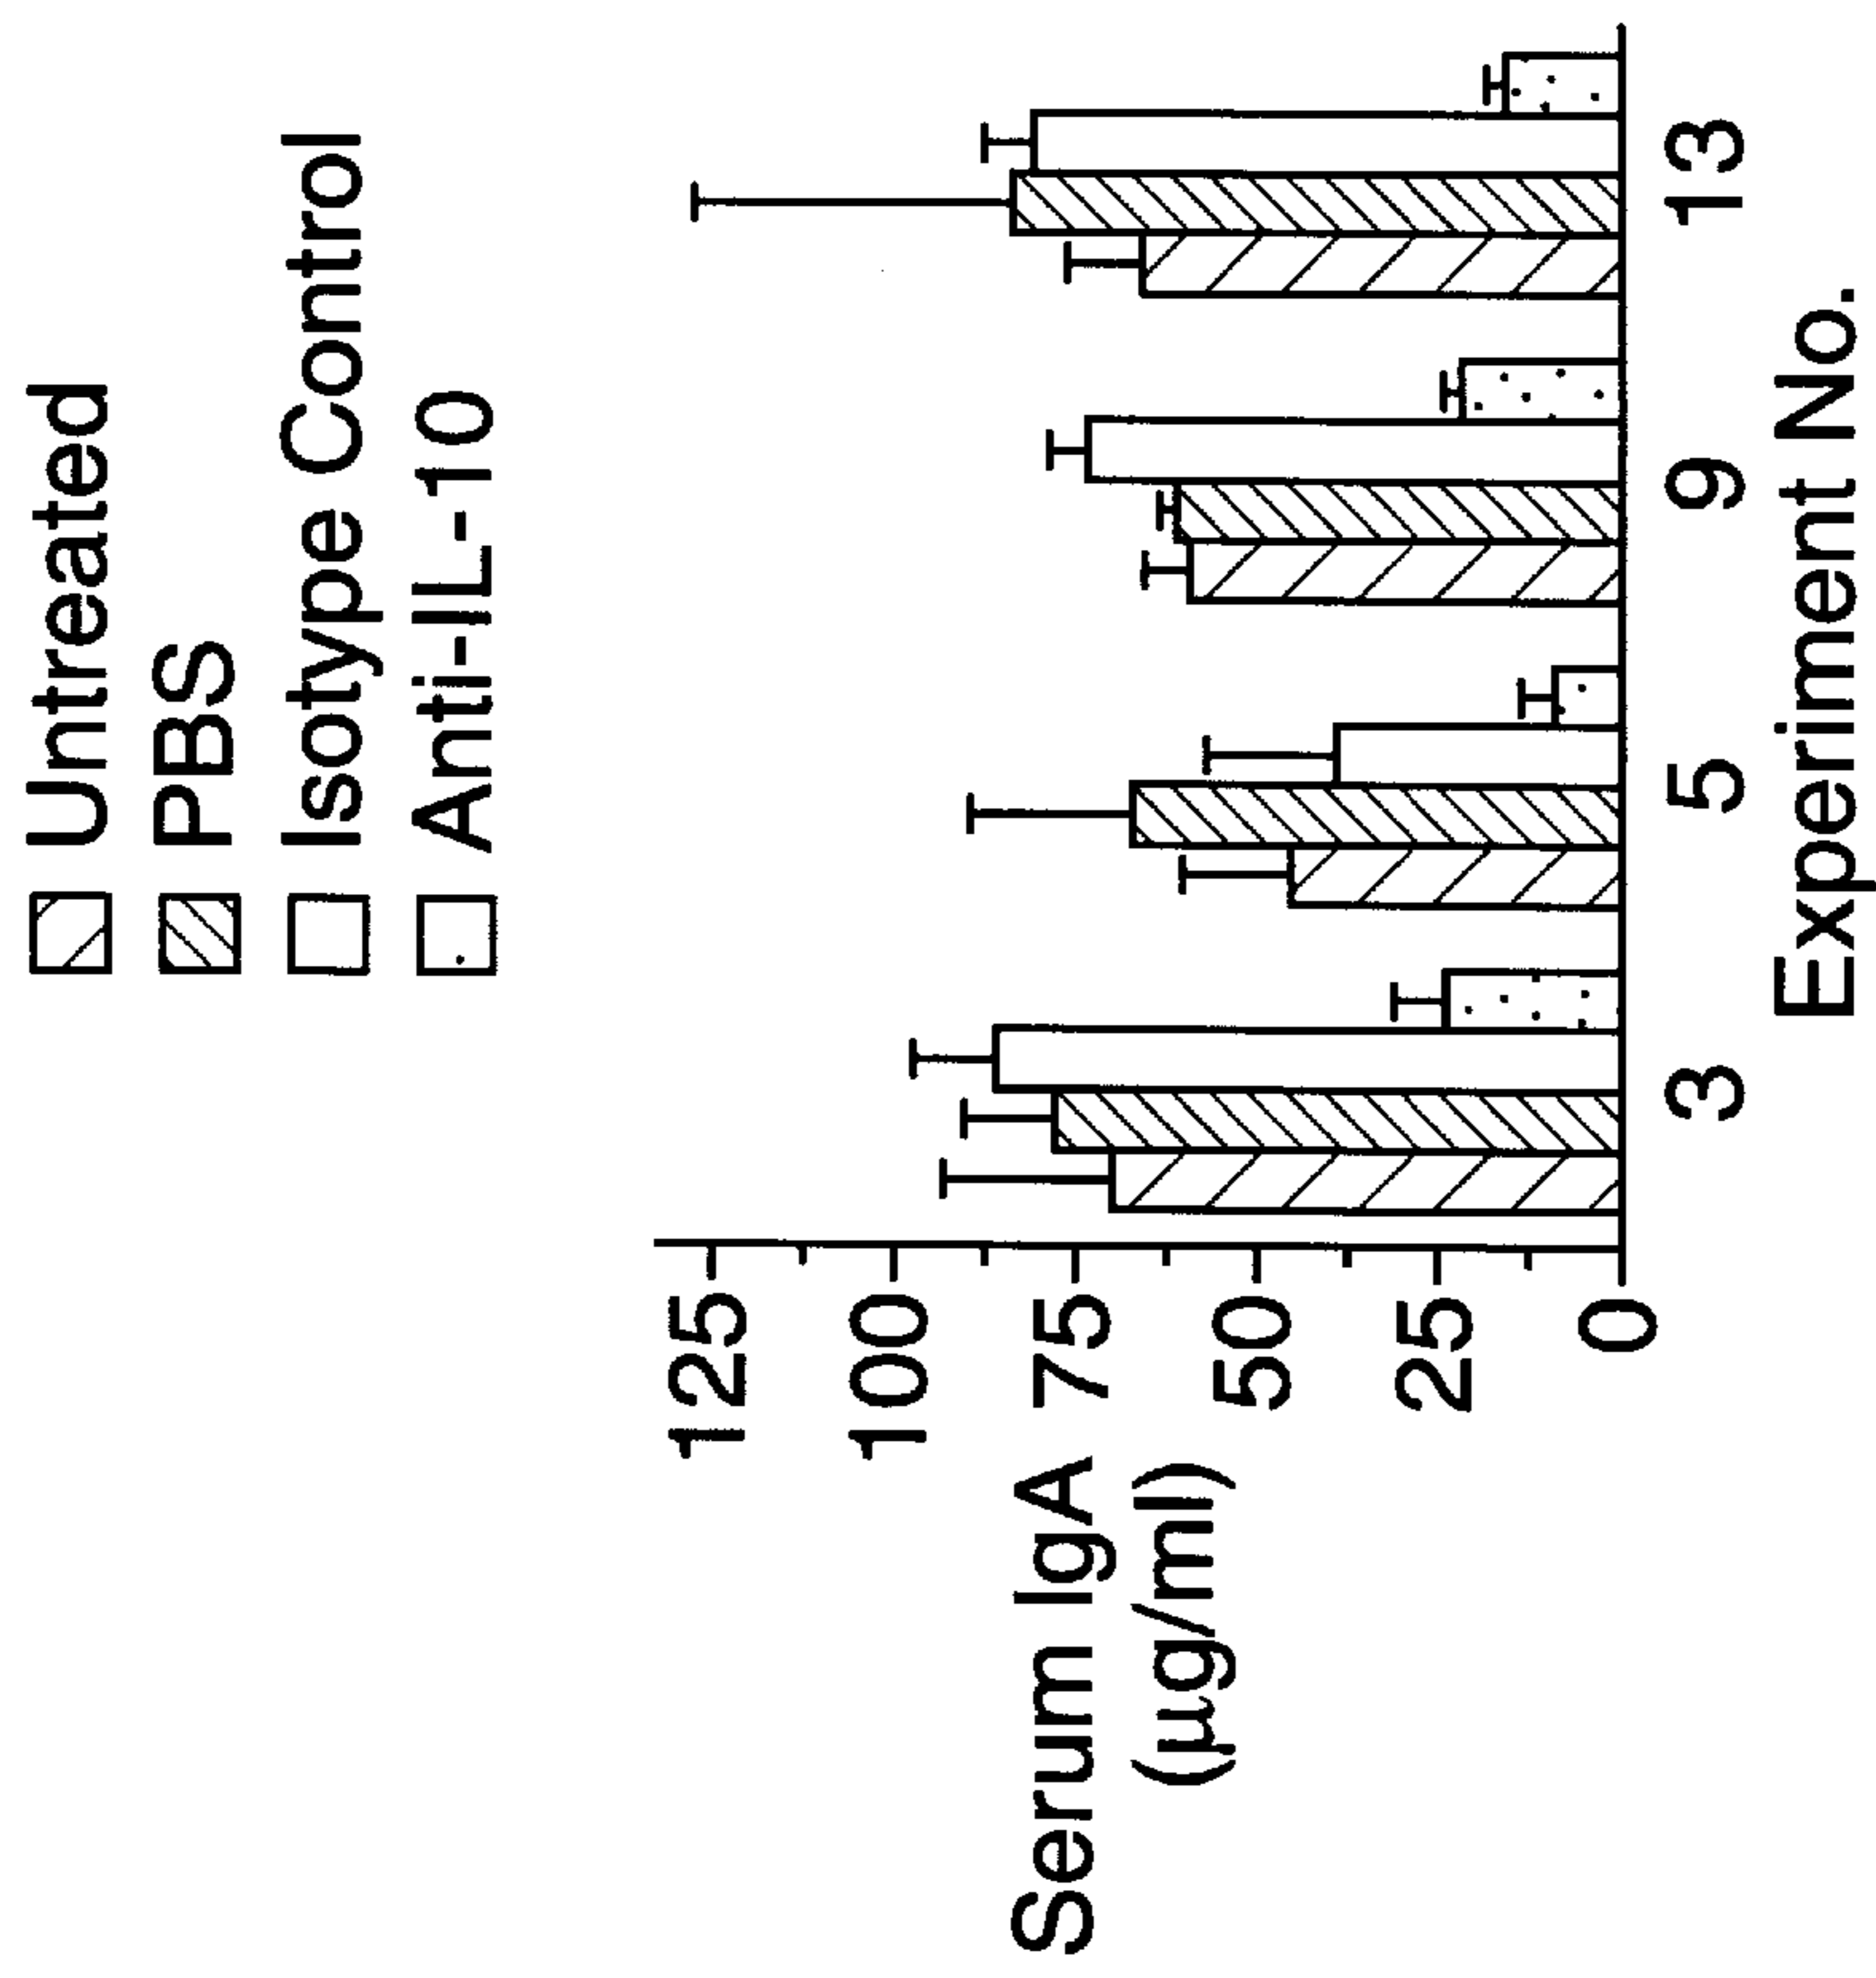 Untreated
PBS
Isotype Control
Anti-IL-10
Serum IgA
(µg/ml)
125
100
75
50
25
0
3
5
9
13
Experiment No.